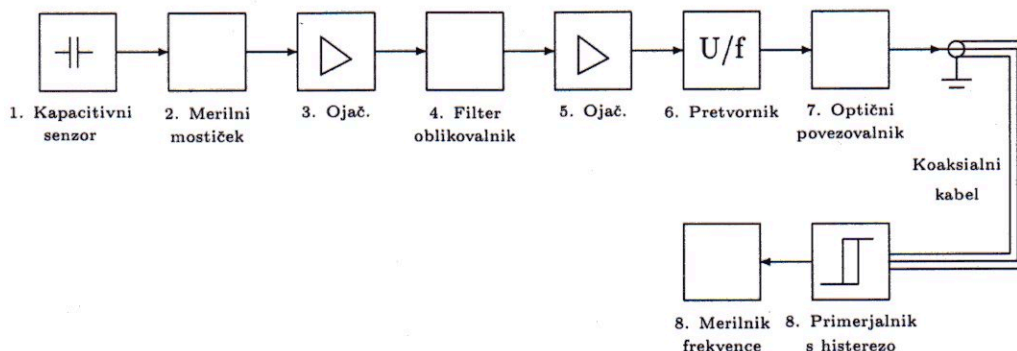 U/f
1. Kapacitivni
senzor
2. Merilni
mostiček
3. Ojač.
4. Filter
oblikovalnik
5. Ojač.
6. Pretvornik
7. Optični
povezovalnik
Koaksialni
kabel
8. Merilnik
frekvence
8. Primerjalnik
s histerezo